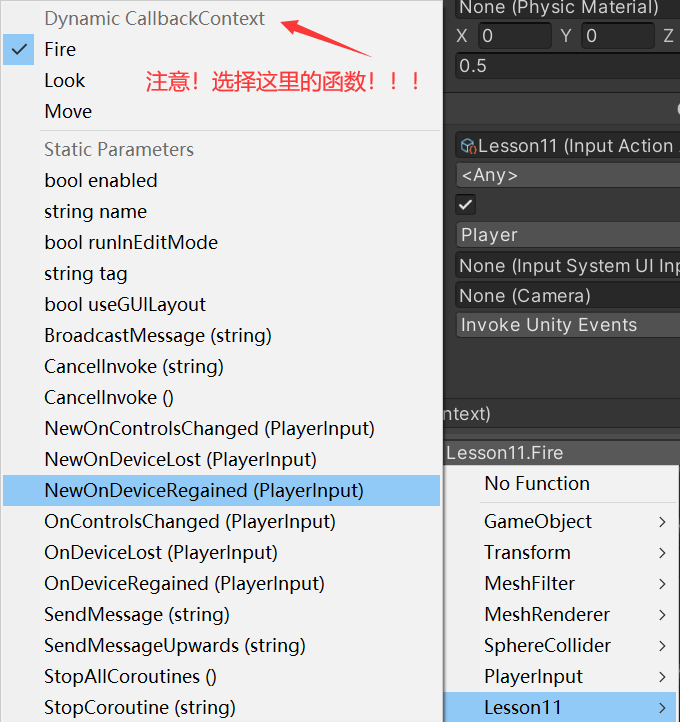 Dynamic CallbackContext
Fire
Look
Move
注意！选择这里的函数！！！
Static Parameters
bool enabled
string name
bool runInEditMode
string tag
bool useGUILayout
BroadcastMessage (string)
CancelInvoke (string)
CancelInvoke ()
NewOnControlsChanged (PlayerInput)
NewOnDeviceLost (PlayerInput)
NewOnDeviceRegained (PlayerInput)
OnControlsChanged (PlayerInput)
OnDeviceLost (PlayerInput)
OnDeviceRegained (PlayerInput)
SendMessage (string)
SendMessageUpwards (string)
StopAllCoroutines ()
StopCoroutine (string)
None (Physic Material)
X 0 Y 0 Z
0.5
Lesson11 (Input Action
<Any>
Player
None (Input System UI Inp
None (Camera)
Invoke Unity Events
ntext)
Lesson11.Fire
No Function
GameObject
Transform
MeshFilter
MeshRenderer
SphereCollider
PlayerInput
Lesson11